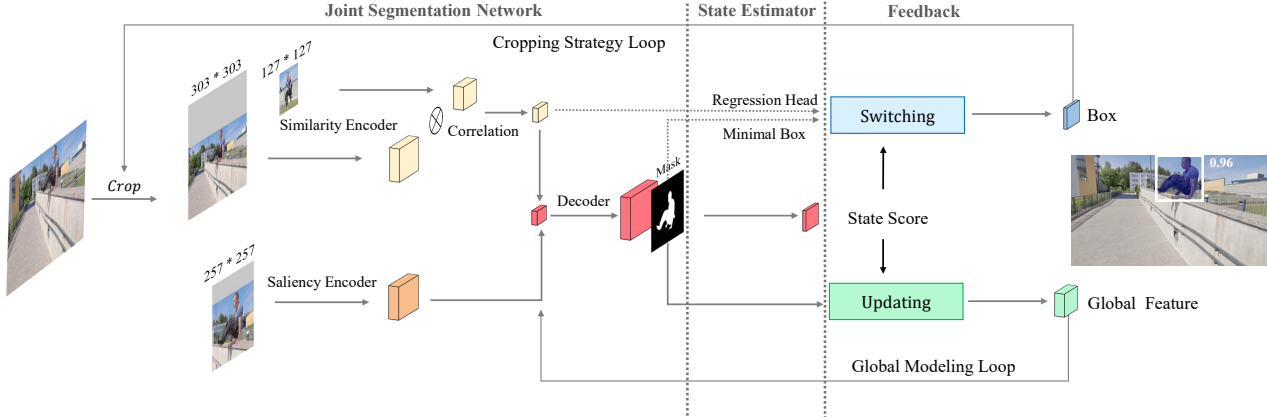 Joint Segmentation Network
State Estimator
Feedback
Cropping Strategy Loop
303 * 303
127 * 127
Similarity Encoder
Correlation
Regression Head
Minimal Box
Switching
Box
Crop
Mask
0.96
Decoder
State Score
257 * 257
Saliency Encoder
Updating
Global Feature
Global Modeling Loop